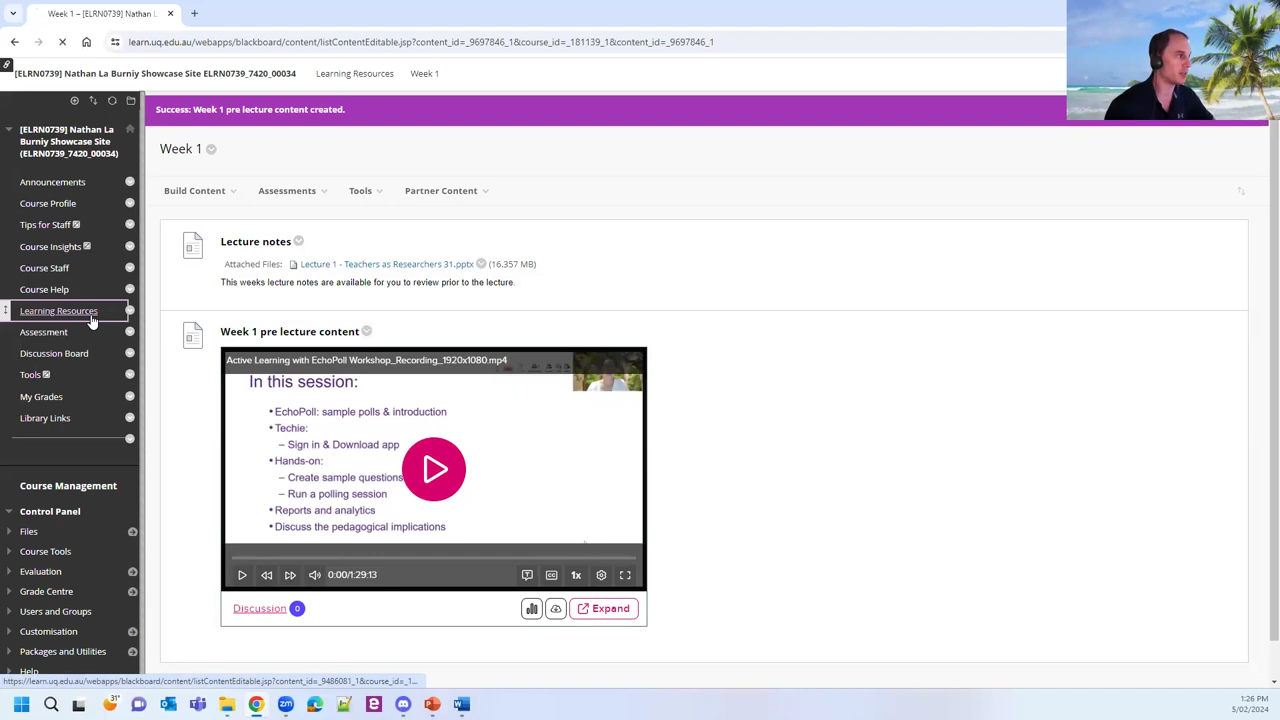 Week 1 – [ELRN0739] Nathan L
learn.uq.edu.au/webapps/blackboard/content/listContentEditable.jsp?content_id=_9697846_1&course_id=_181139_1&content_id=_9697846_1
[ELRN0739] Nathan La Burniy Showcase Site ELRN0739_7420_00034 Learning Resources Week 1
Success: Week 1 pre lecture content created.
[ELRN0739] Nathan La
Burniy Showcase Site
(ELRN0739_7420_00034)
Announcements
Course Profile
Tips for Staff
Course Insights
Course Staff
Course Help
Learning Resources
Assessment
Discussion Board
Tools
My Grades
Library Links
Course Management
Control Panel
Files
Course Tools
Evaluation
Grade Centre
Users and Groups
Customisation
Packages and Utilities
Help
Week 1
Build Content Assessments Tools Partner Content
Lecture notes
Attached Files: Lecture 1 - Teachers as Researchers 31.pptx (16.357 MB)
This weeks lecture notes are available for you to review prior to the lecture.
Week 1 pre lecture content
Active Learning with EchoPoll Workshop_Recording_1920x1080.mp4
In this session:
•EchoPoll: sample polls & introduction
•Techie:
– Sign in & Download app
•Hands-on:
– Create sample questions
– Run a polling session
•Reports and analytics
•Discuss the pedagogical implications
0:00/1:29:13
CC
1x
Discussion 0
Expand
https://learn.uq.edu.au/webapps/blackboard/content/listContentEditable.jsp?content_id=_9486081_1&course_id=_1...
31°
1:26 PM
5/02/2024